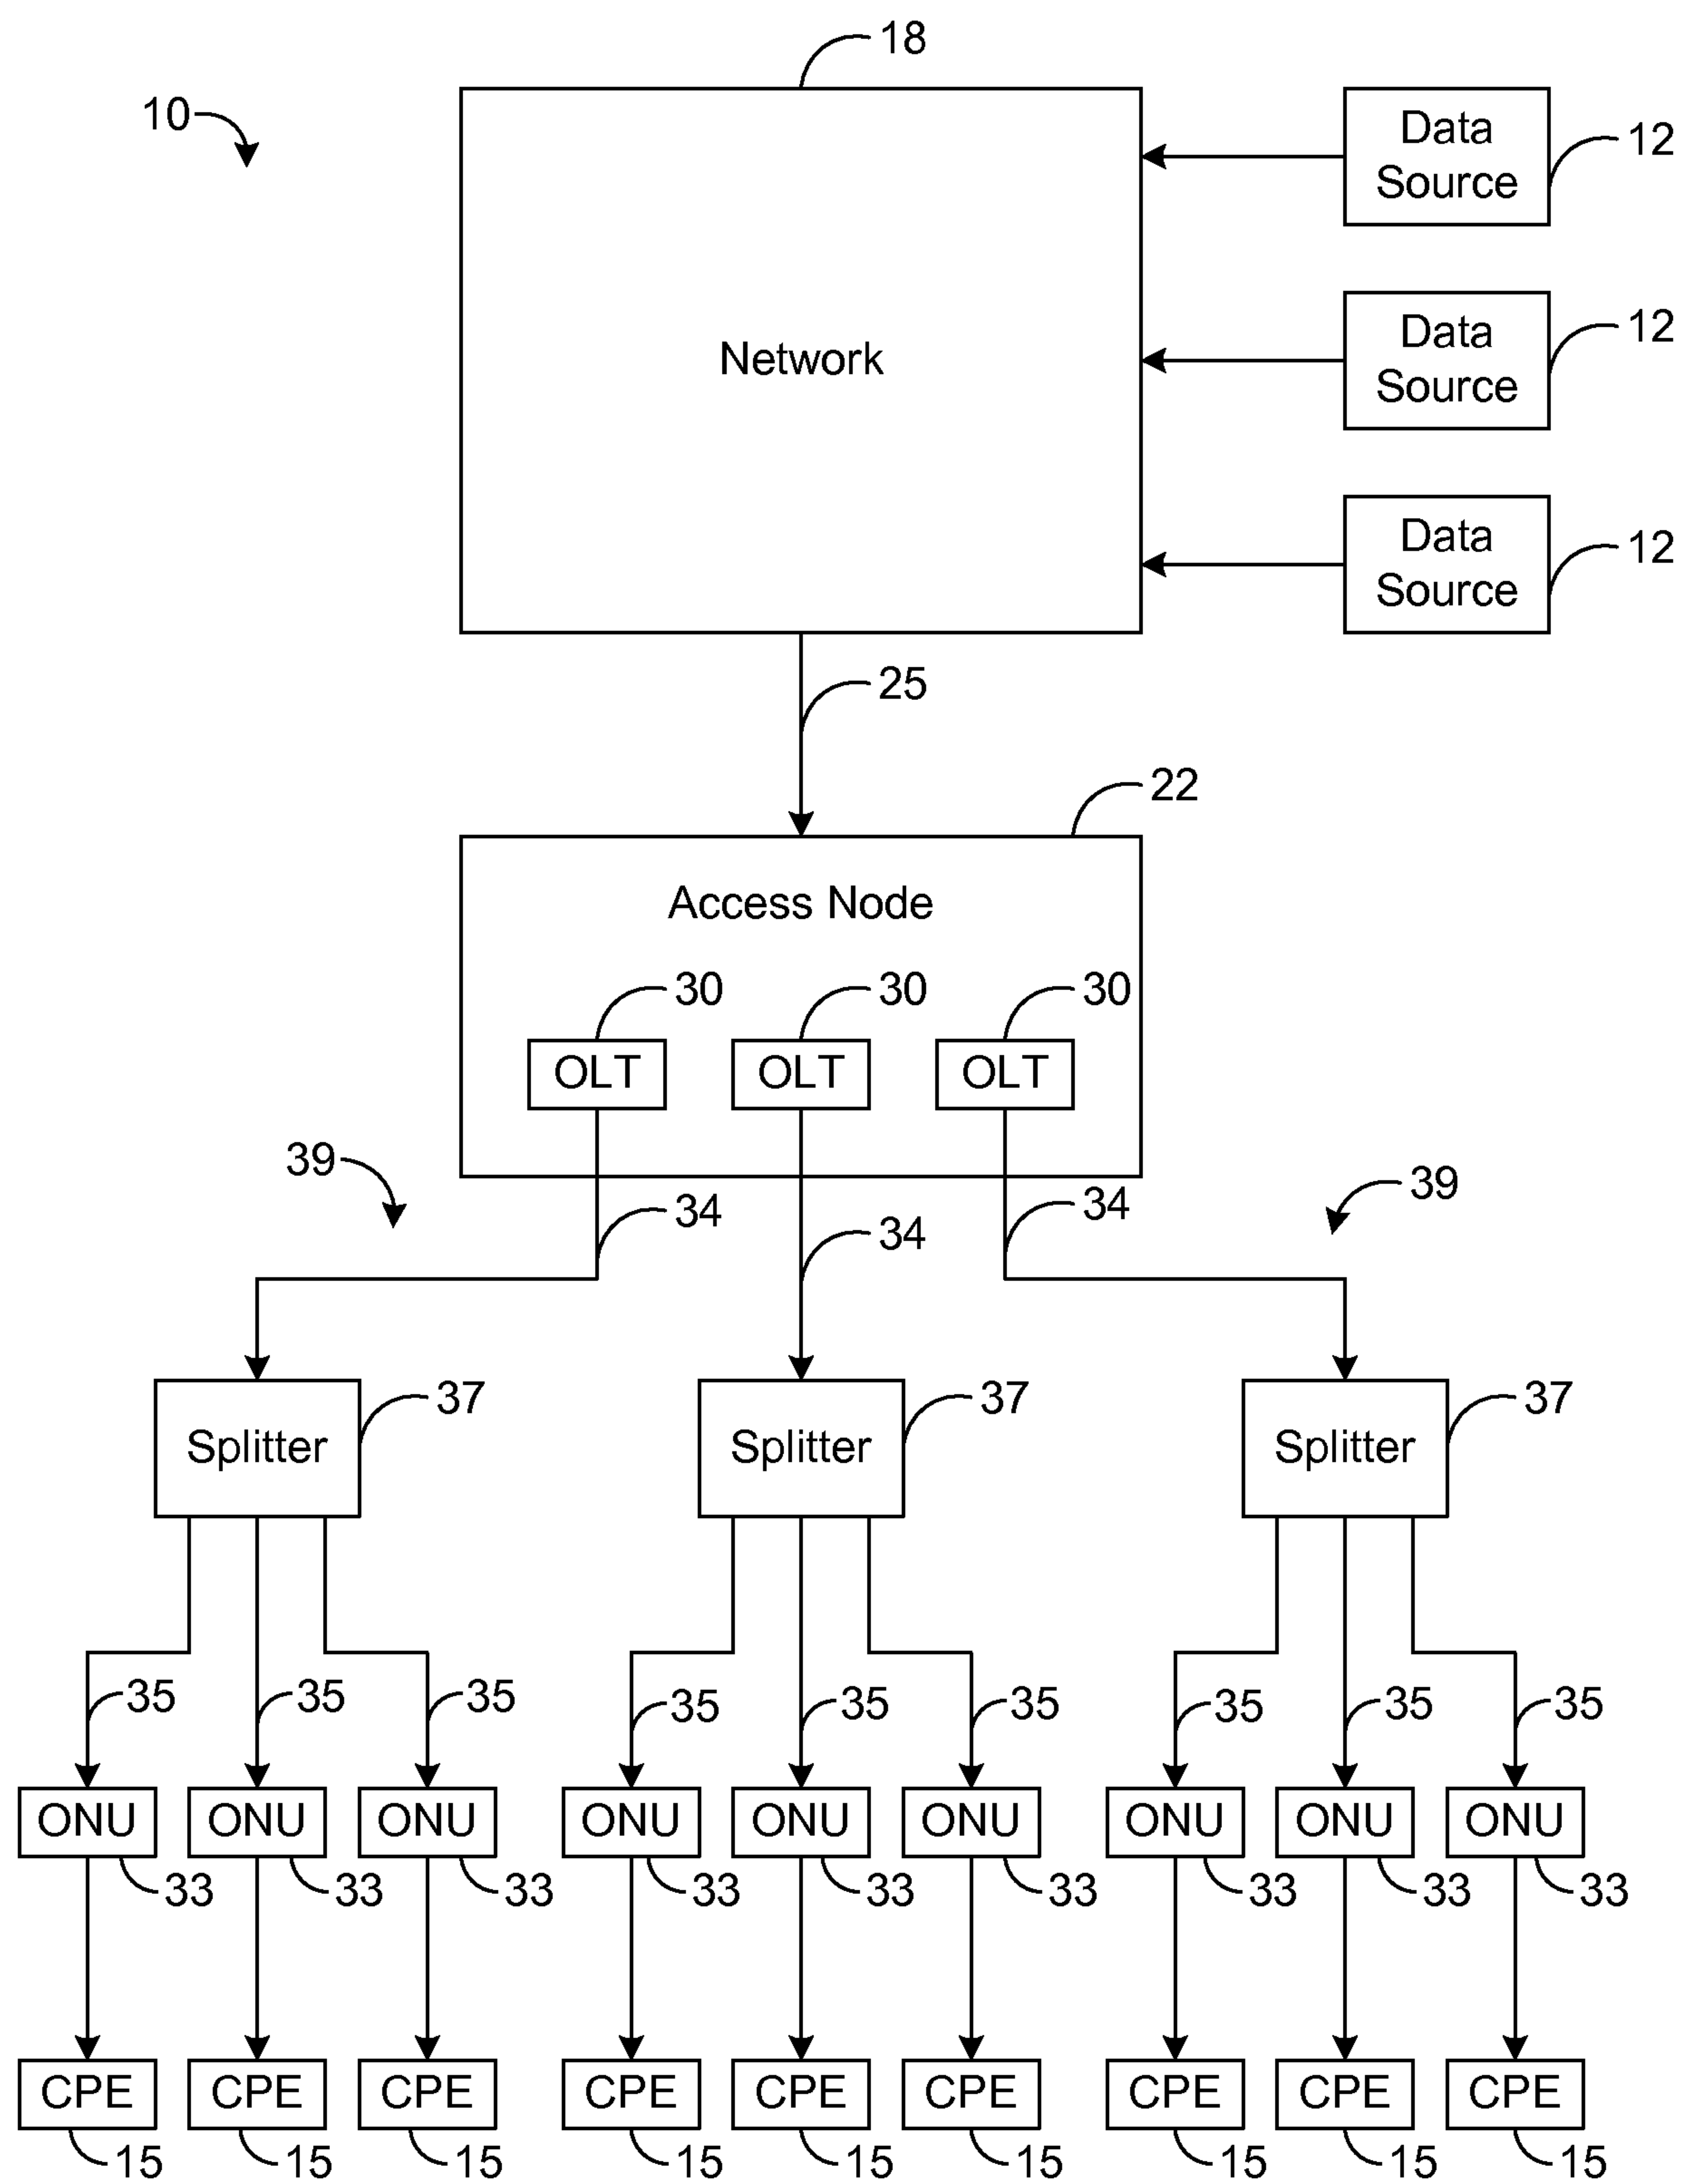 18
10
Data
Source
12
Network
Data
Source
12
Data
Source
12
25
22
Access Node
30 30 30
OLT OLT OLT
39 39
34 34 34
37 37 37
Splitter Splitter Splitter
35 35 35 35 35 35 35 35 35
ONU ONU ONU ONU ONU ONU ONU ONU ONU
33 33 33 33 33 33 33 33 33
CPE CPE CPE CPE CPE CPE CPE CPE CPE
15 15 15 15 15 15 15 15 15